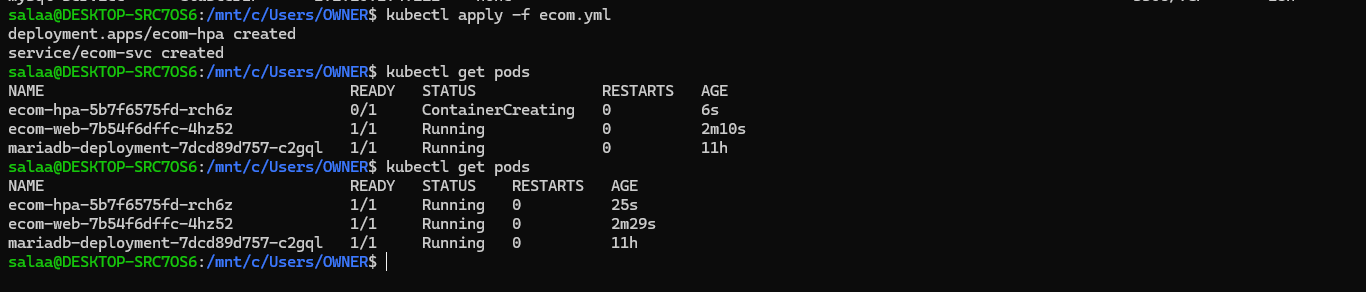 salaa@DESKTOP-SRC7OS6:/mnt/c/Users/OWNER$ kubectl apply -f ecom.yml
deployment.apps/ecom-hpa created
service/ecom-svc created
salaa@DESKTOP-SRC7OS6:/mnt/c/Users/OWNER$ kubectl get pods
NAME                                  READY   STATUS              RESTARTS   AGE
ecom-hpa-5b7f6575fd-rch6z             0/1     ContainerCreating   0          6s
ecom-web-7b54f6dffc-4hz52             1/1     Running             0          2m10s
mariadb-deployment-7dcd89d757-c2gql   1/1     Running             0          11h
salaa@DESKTOP-SRC7OS6:/mnt/c/Users/OWNER$ kubectl get pods
NAME                                  READY   STATUS    RESTARTS   AGE
ecom-hpa-5b7f6575fd-rch6z             1/1     Running   0          25s
ecom-web-7b54f6dffc-4hz52             1/1     Running   0          2m29s
mariadb-deployment-7dcd89d757-c2gql   1/1     Running   0          11h
salaa@DESKTOP-SRC7OS6:/mnt/c/Users/OWNER$